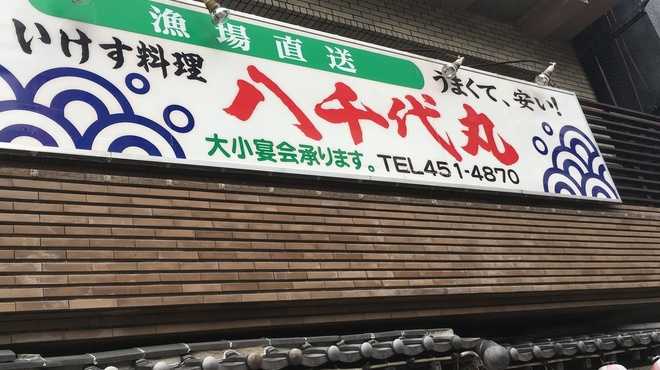 漁場直送
いけす料理
うまくて、安い!
八千代丸
大小宴会承ります。TEL451-4870